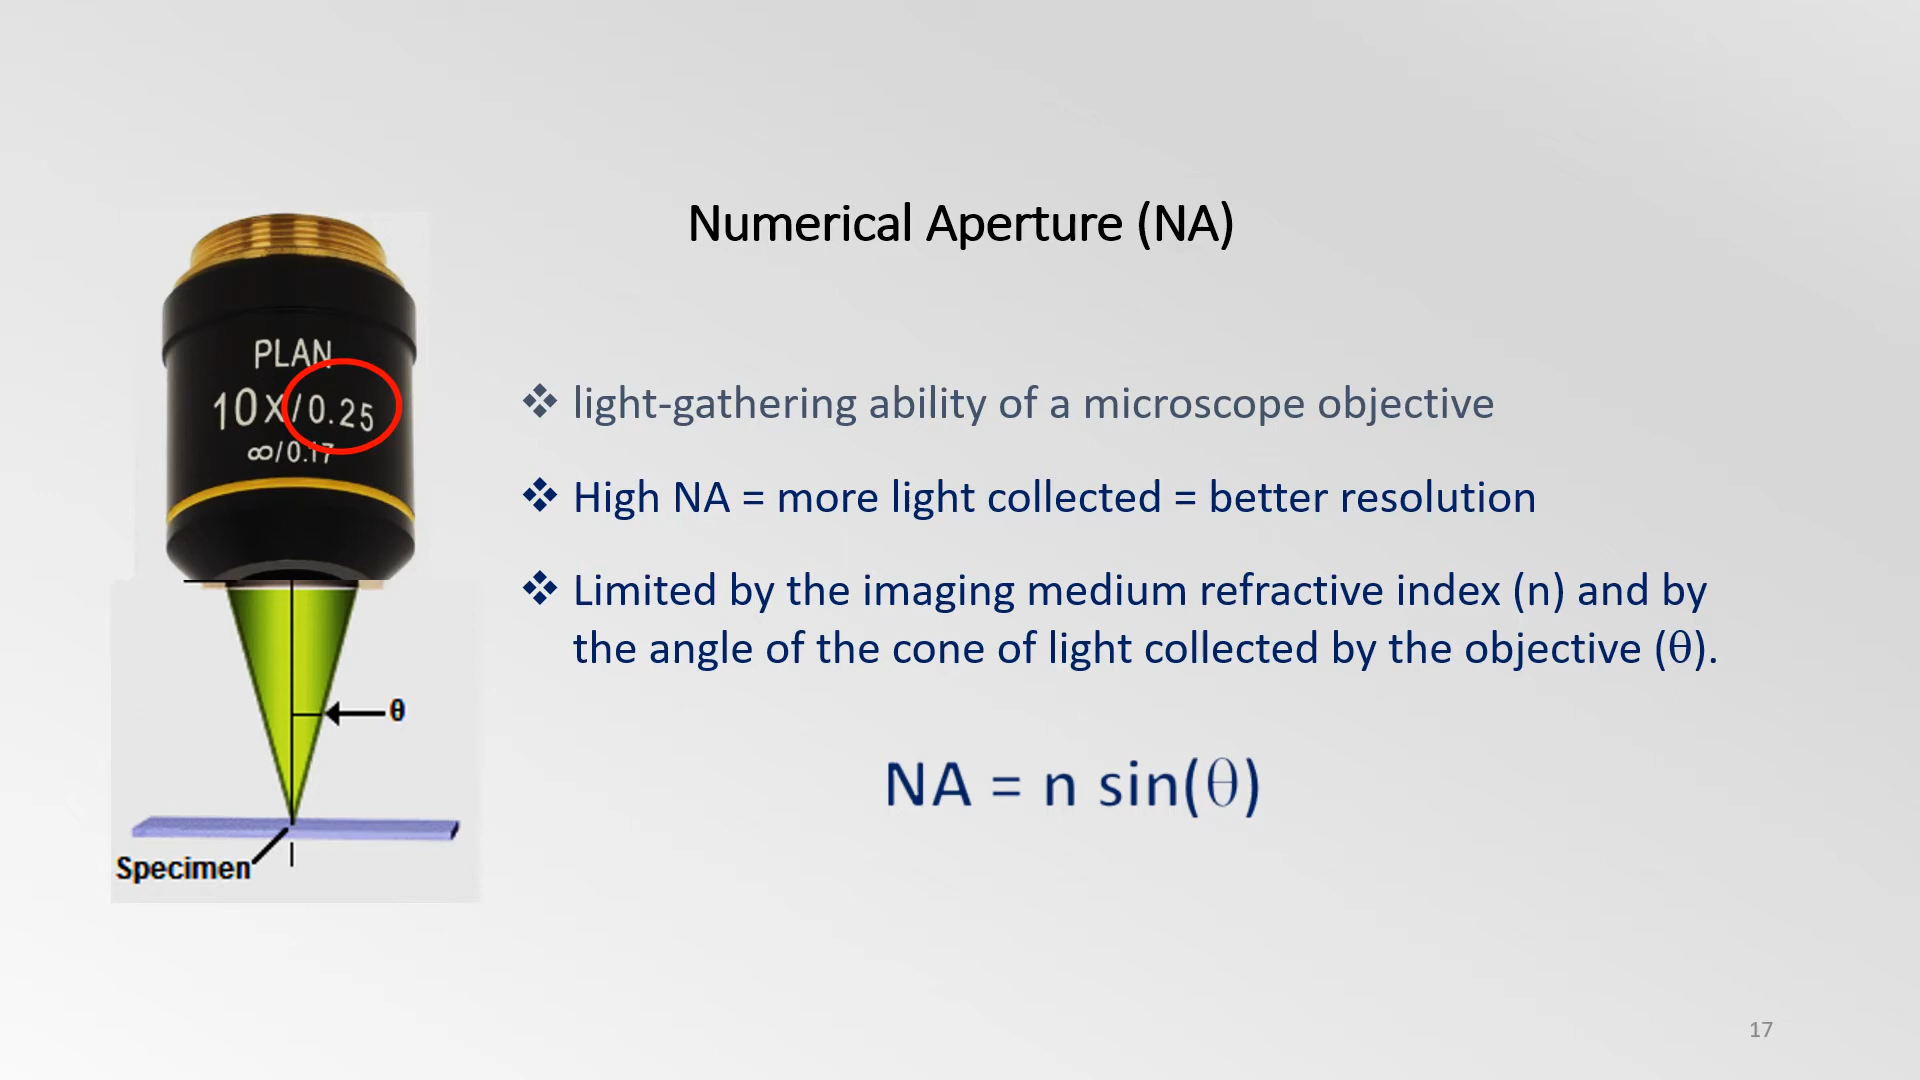 Numerical Aperture (NA)
PLAN
10X/0.25
∞/0.17
❖ light-gathering ability of a microscope objective
❖ High NA = more light collected = better resolution
❖ Limited by the imaging medium refractive index (n) and by
the angle of the cone of light collected by the objective (θ).
θ
NA = n sin(θ)
Specimen
17